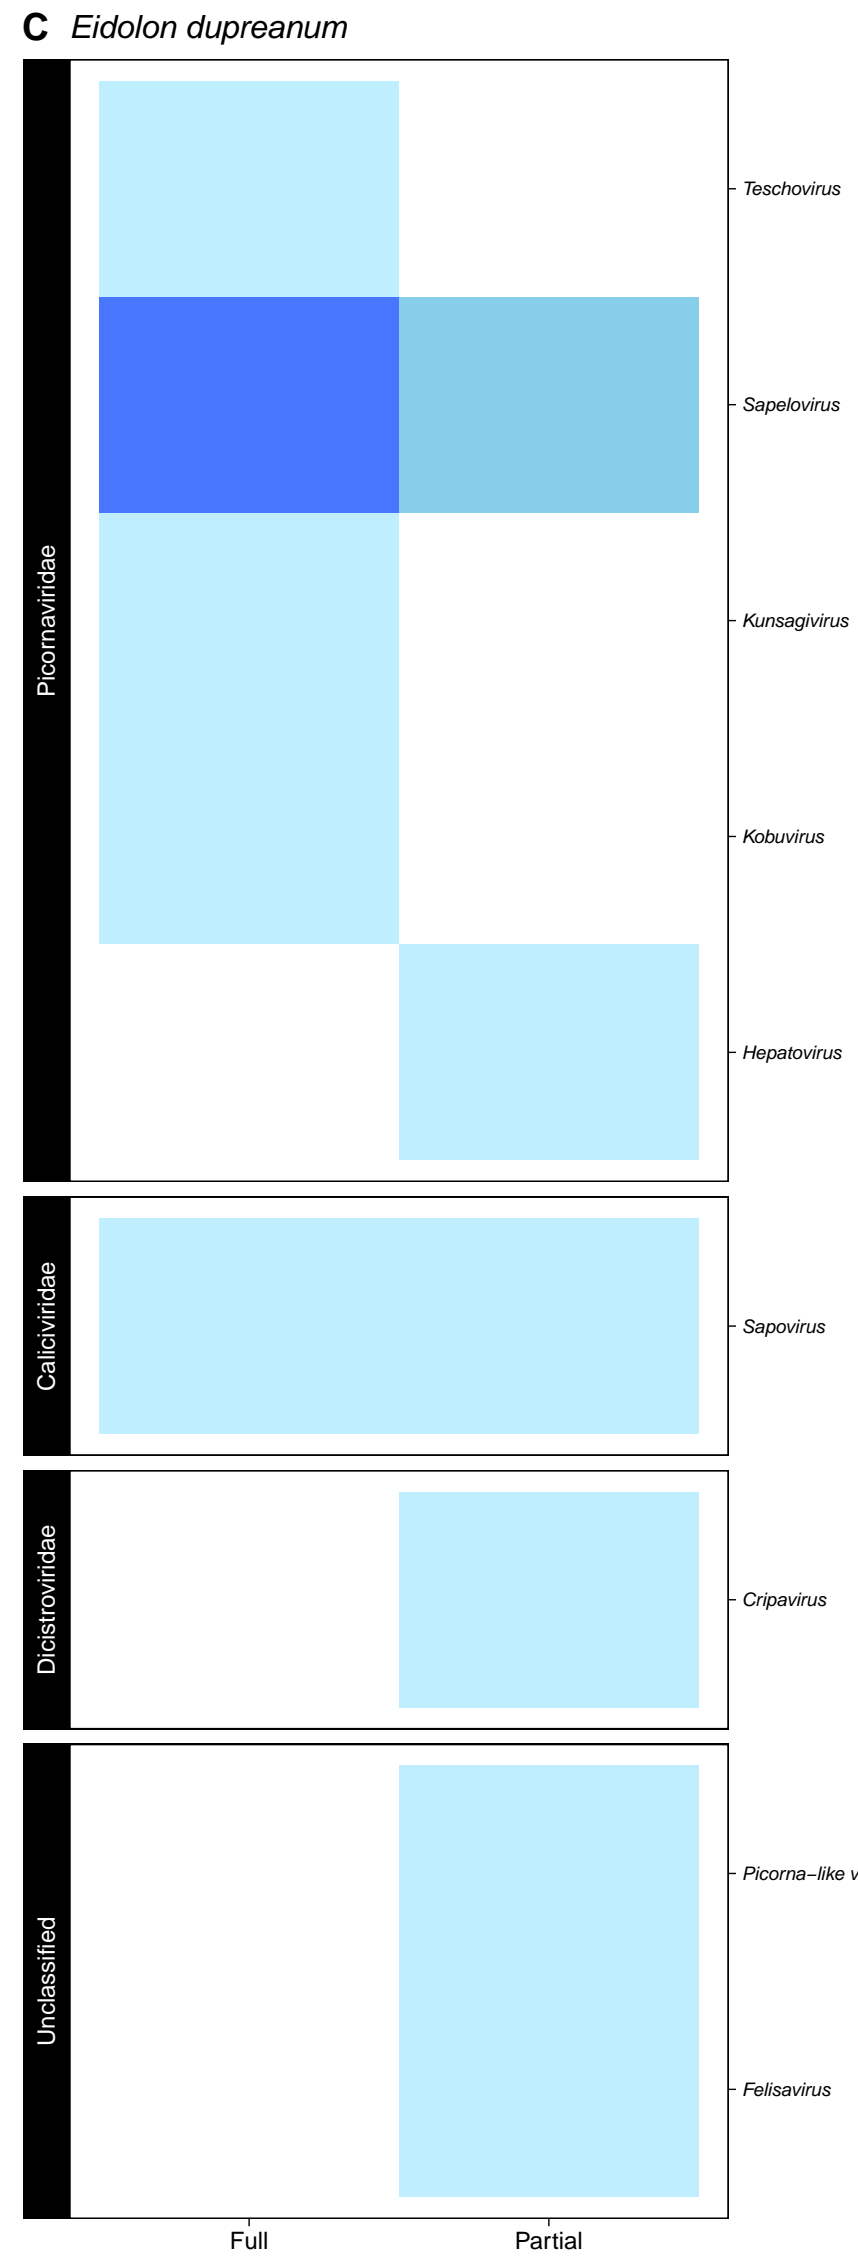 C Eidolon dupreanum
Picornaviridae
Teschovirus
Sapelovirus
Kunsagivirus
Kobuvirus
Hepatovirus
Caliciviridae
Sapovirus
Dicistroviridae
Cripavirus
Unclassified
Picorna−like v
Felisavirus
Full Partial